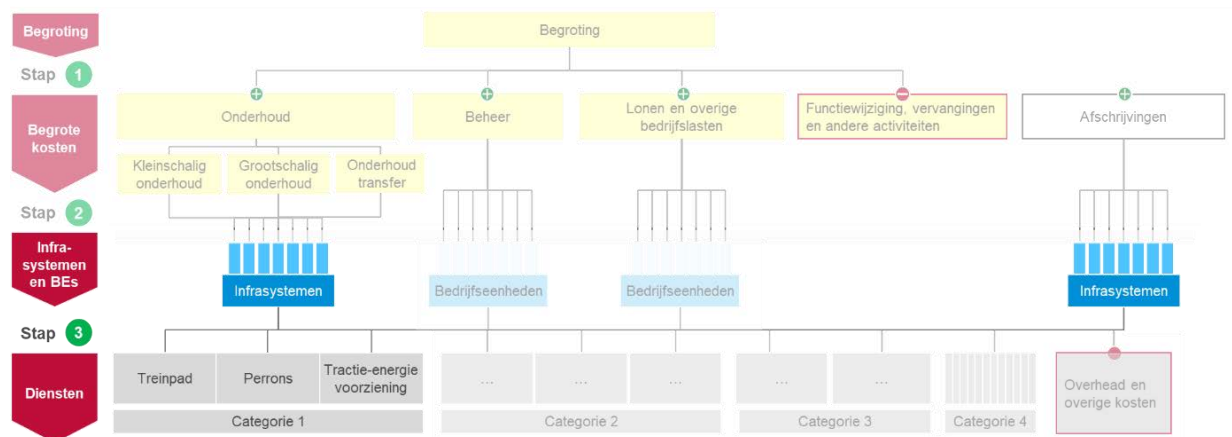 Begroting
Begroting
Stap 1
Begrote
kosten
Onderhoud
Beheer
Lonen en overige
bedrijfslasten
Functiewijziging, vervangingen
en andere activiteiten
Afschrijvingen
Kleinschalig
onderhoud
Grootschalig
onderhoud
Onderhoud
transfer
Stap 2
Infra-
systemen
en BEs
Infrasystemen
Bedrijfseenheden
Bedrijfseenheden
Infrasystemen
Stap 3
Diensten
Treinpad
Perrons
Tractie-energie
voorziening
...
...
...
...
...
Overhead en
overige kosten
Categorie 1
Categorie 2
Categorie 3
Categorie 4